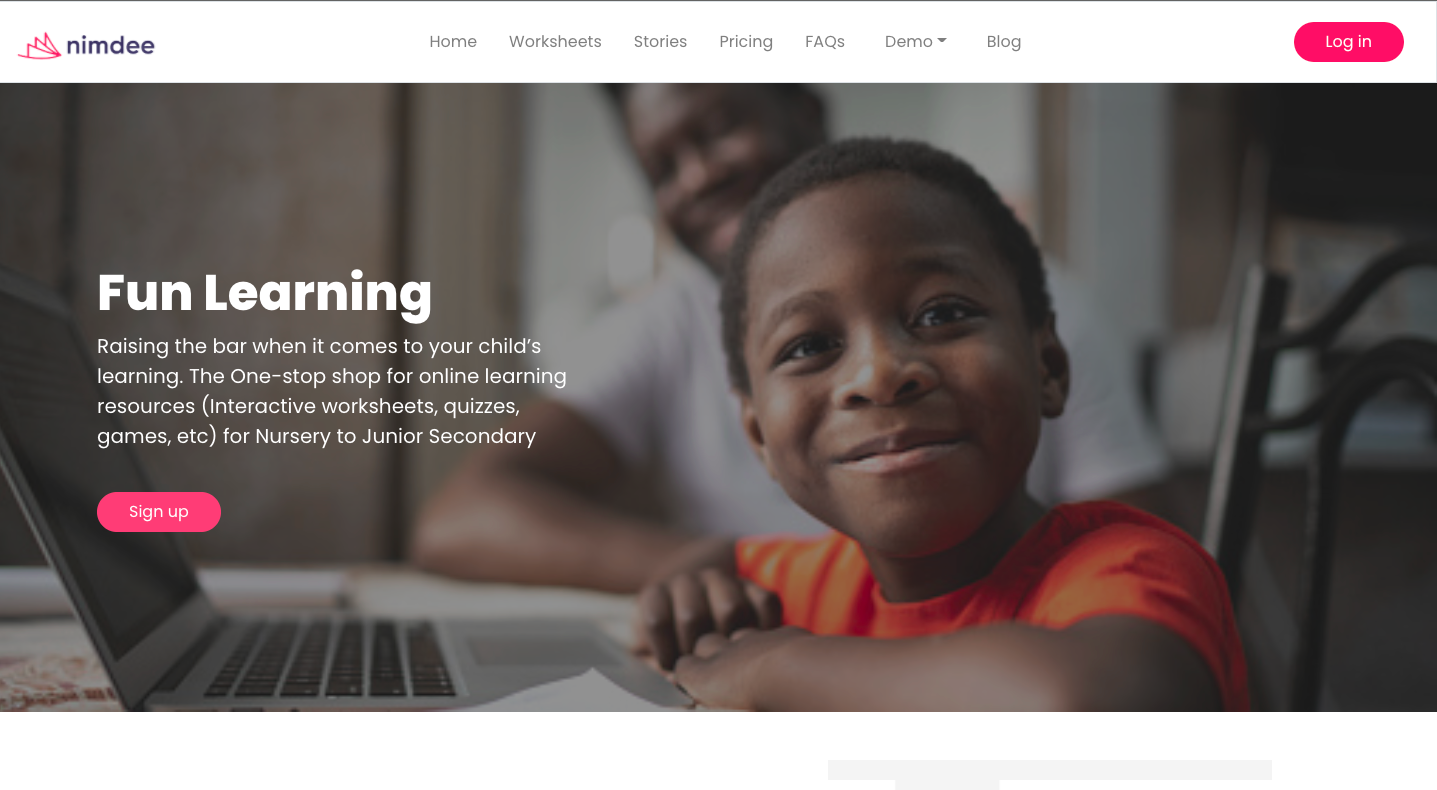 nimdee
Home Worksheets Stories Pricing FAQs Demo Blog
Log in
Fun Learning
Raising the bar when it comes to your child’s
learning. The One-stop shop for online learning
resources (Interactive worksheets, quizzes,
games, etc) for Nursery to Junior Secondary
Sign up